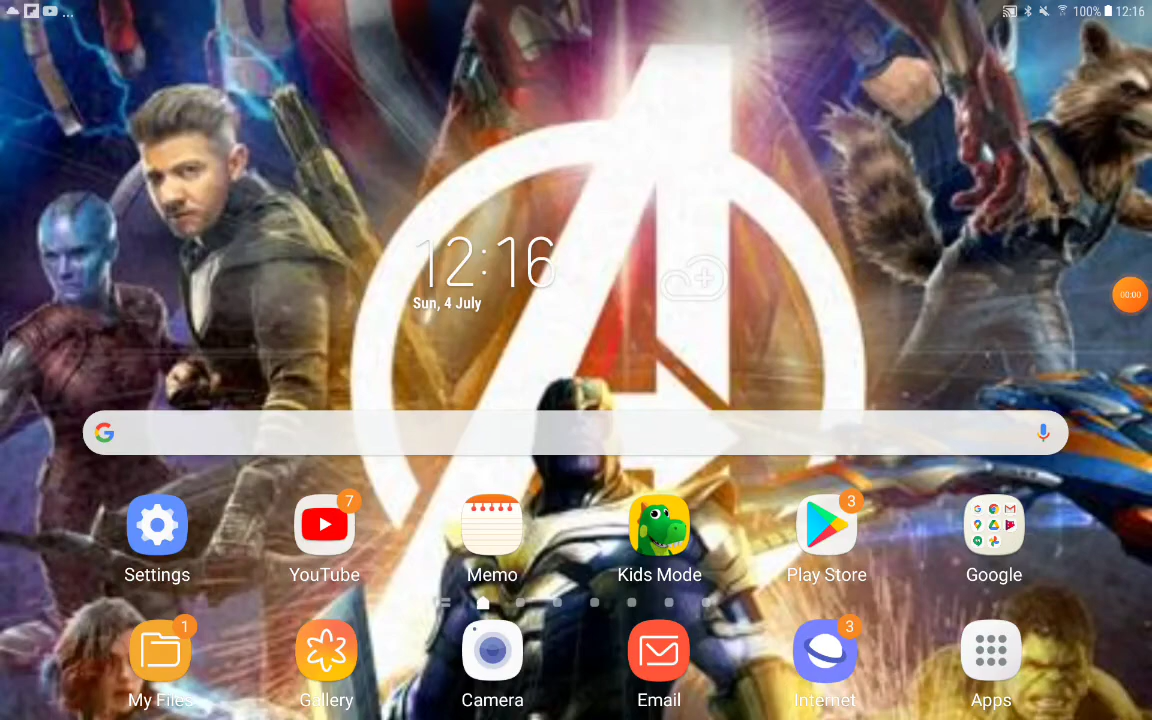 ... 100% 12:16
12:16
Sun, 4 July
00:00
7
3
Settings YouTube Memo Kids Mode Play Store Google
1
3
My Files Gallery Camera Email Internet Apps